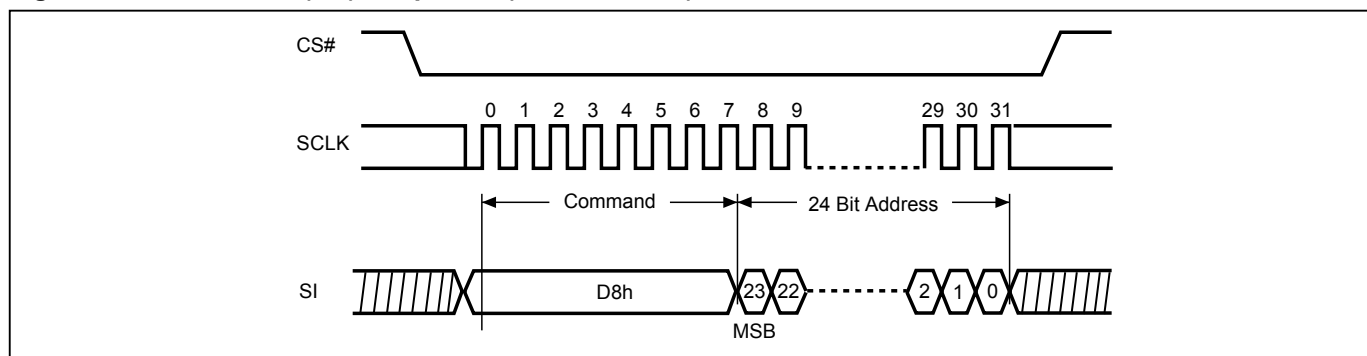 CS#
0 1 2 3 4 5 6 7 8 9 29 30 31
SCLK
Command 24 Bit Address
SI D8h 23 22 2 1 0
MSB